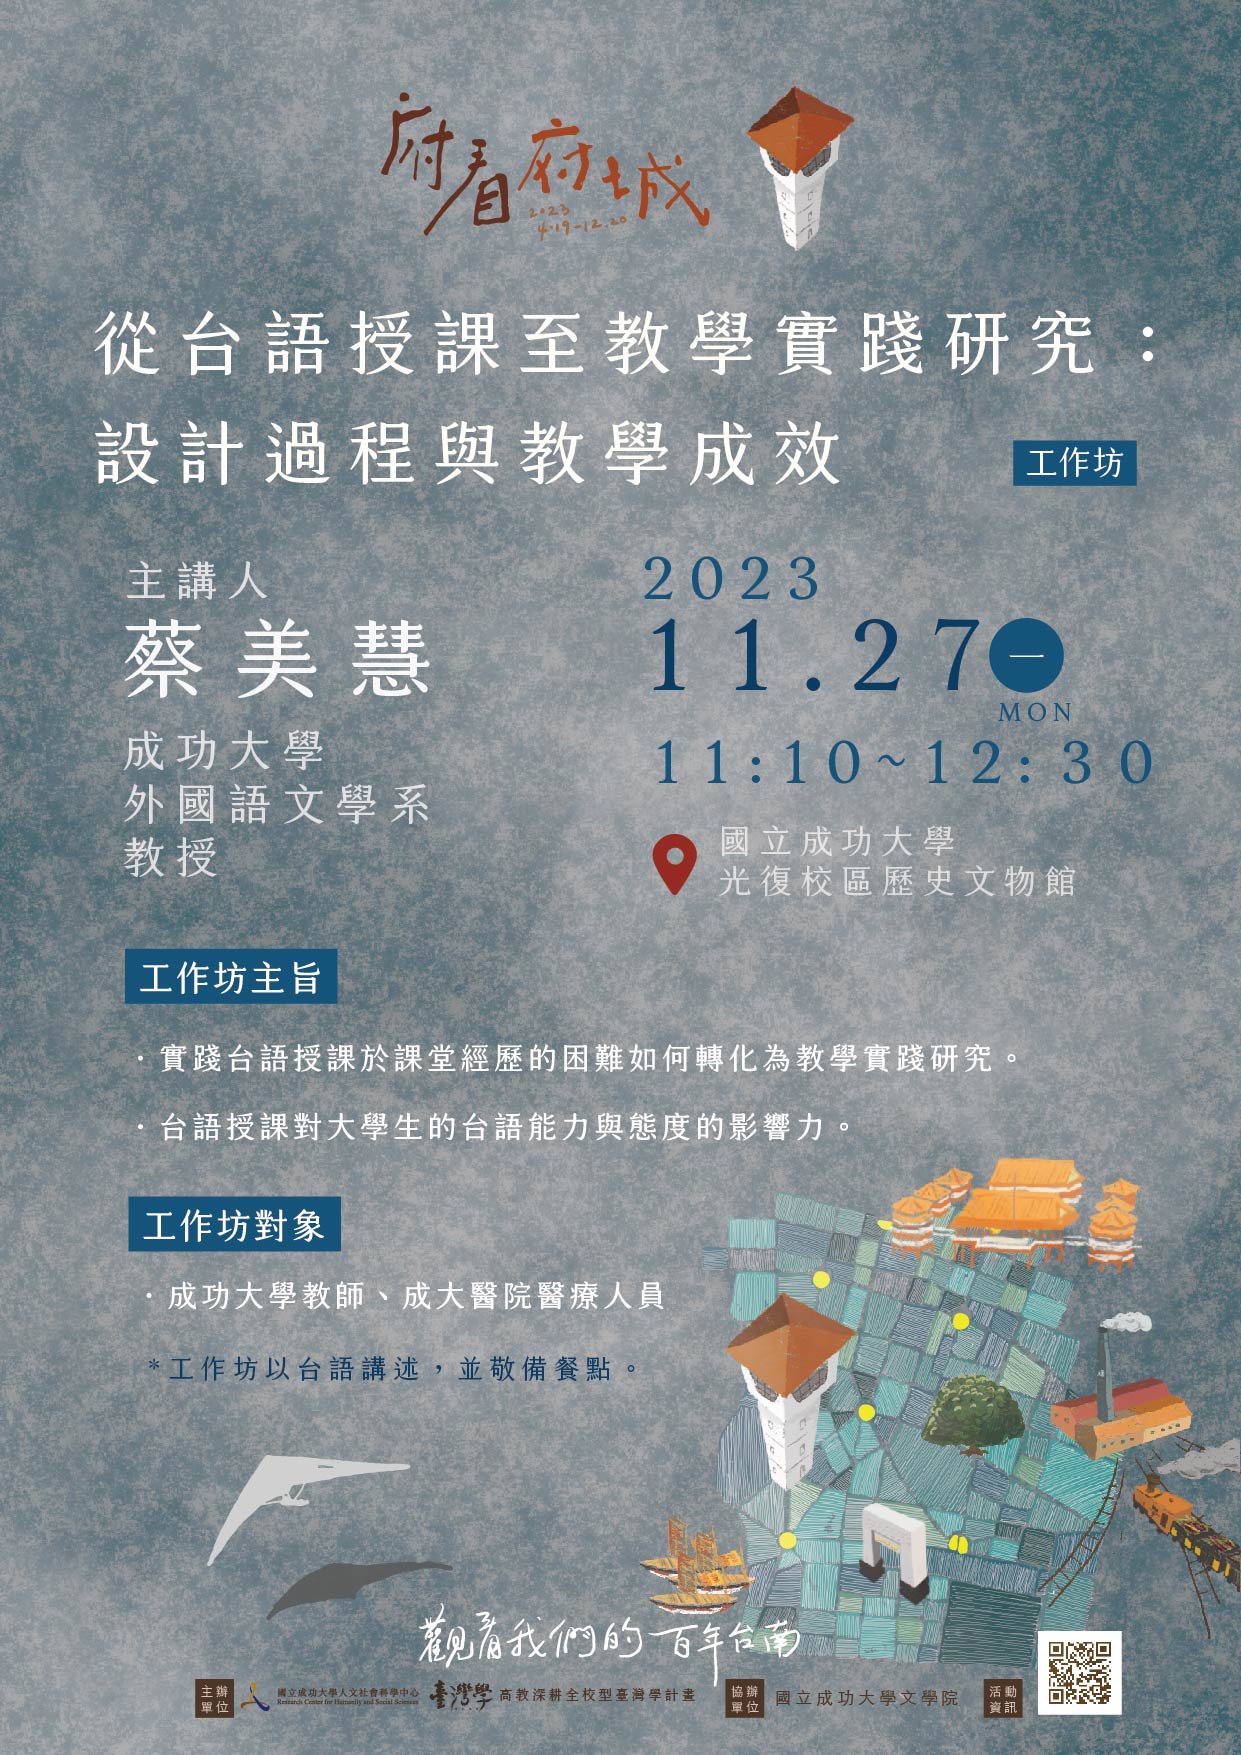 府看府城
2023
4.19-12.20
從台語授課至教學實踐研究：
設計過程與教學成效
工作坊
主講人
蔡美慧
成功大學
外國語文學系
教授
2023
11.27 一
MON
11:10~12:30
國立成功大學
光復校區歷史文物館
工作坊主旨
·實踐台語授課於課堂經歷的困難如何轉化為教學實踐研究。
·台語授課對大學生的台語能力與態度的影響力。
工作坊對象
·成功大學教師、成大醫院醫療人員
*工作坊以台語講述，並敬備餐點。
觀看我們的百年台南
主辦單位
國立成功大學人文社會科學中心
Research Center for Humanity and Social Sciences
臺灣學
高教深耕全校型臺灣學計畫
協辦單位
國立成功大學文學院
活動資訊